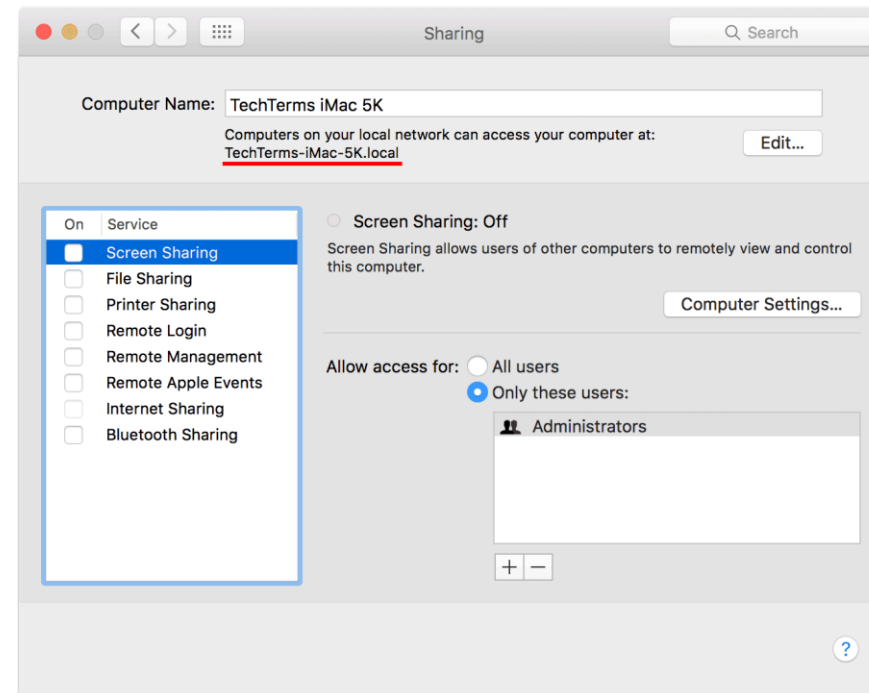 Sharing
Search
Computer Name: TechTerms iMac 5K
Computers on your local network can access your computer at:
TechTerms-iMac-5K.local
Edit...
On Service
Screen Sharing
File Sharing
Printer Sharing
Remote Login
Remote Management
Remote Apple Events
Internet Sharing
Bluetooth Sharing
Screen Sharing: Off
Screen Sharing allows users of other computers to remotely view and control
this computer.
Computer Settings...
Allow access for: All users
Only these users:
Administrators
+ −
?